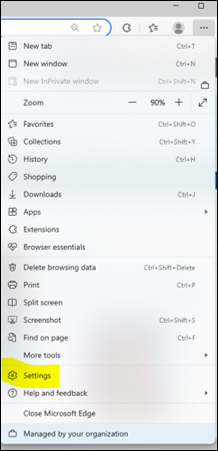 New tab Ctrl+T
New window Ctrl+N
New InPrivate window Ctrl+Shift+N
Zoom — 90% +
Favorites Ctrl+Shift+O
Collections Ctrl+Shift+Y
History Ctrl+H
Shopping
Downloads Ctrl+J
Apps
Extensions
Browser essentials
Delete browsing data Ctrl+Shift+Delete
Print Ctrl+P
Split screen
Screenshot Ctrl+Shift+S
Find on page Ctrl+F
More tools
Settings
Help and feedback
Close Microsoft Edge
Managed by your organization